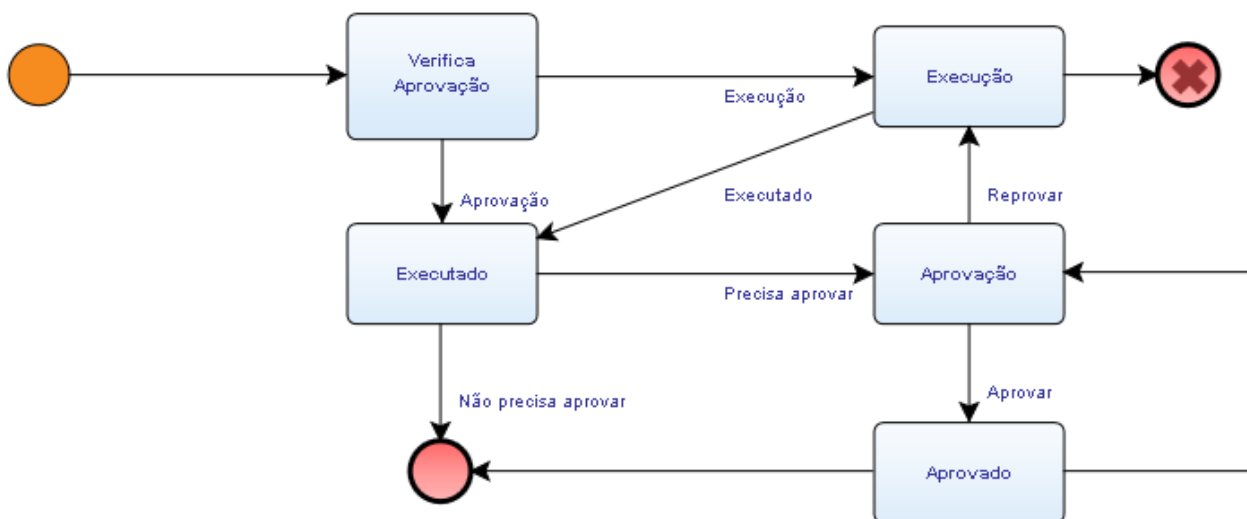 Verifica
Aprovação
Execução
Execução
Aprovação
Executado
Reprovar
Executado
Precisa aprovar
Aprovação
Não precisa aprovar
Aprovar
Aprovado